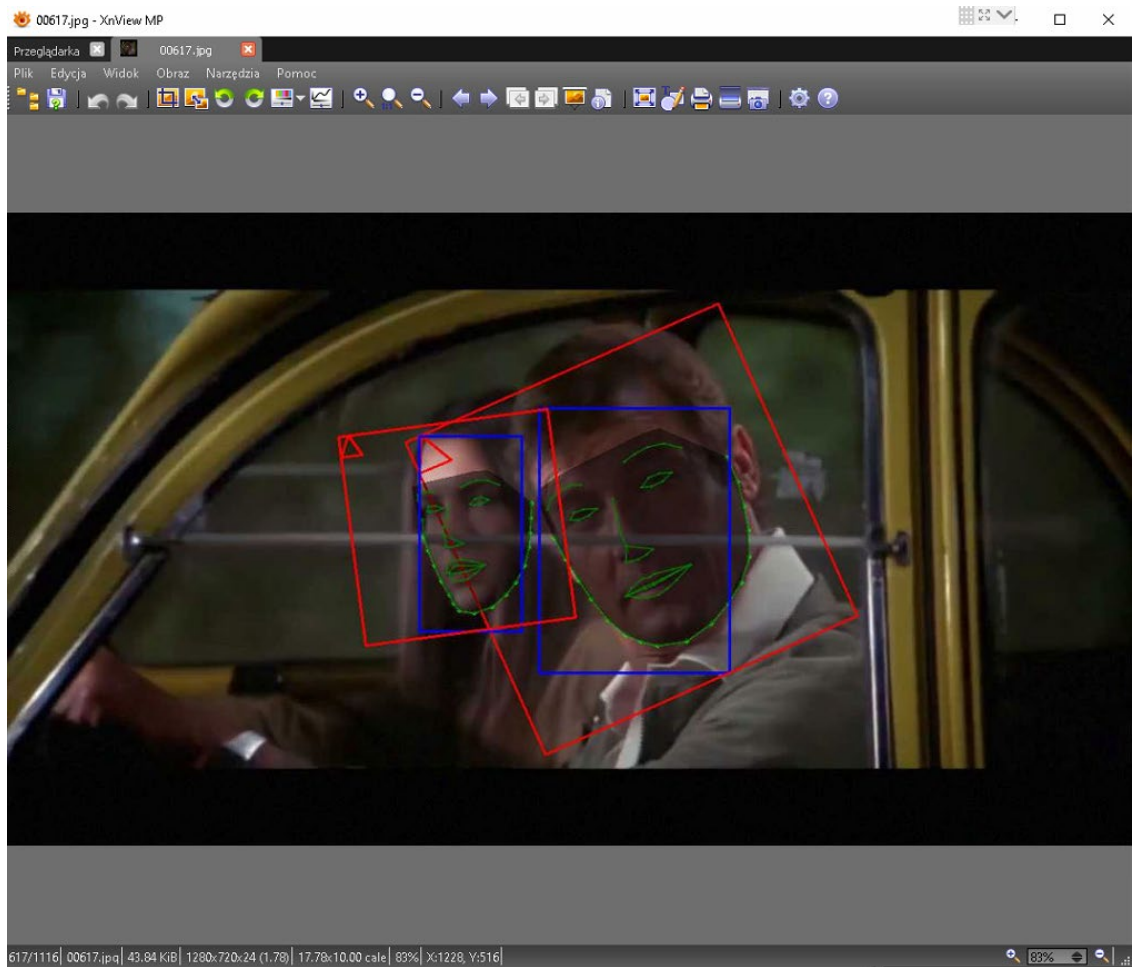 00617.jpg - XnView MP
Przeglądarka
00617.jpg
Plik Edycja Widok Obraz Narzędzia Pomoc
617/1116| 00617.jpg| 43.84 KiB| 1280x720x24 (1.78)| 17.78x10.00 cale| 83%| X:1228, Y:516|
83%